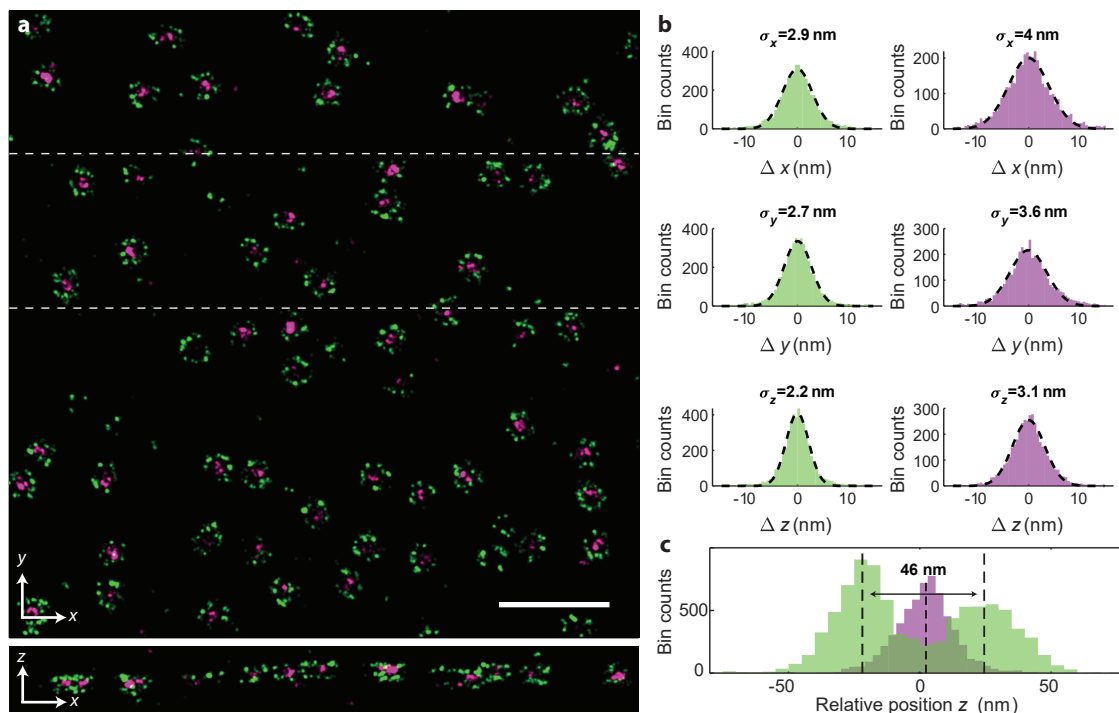 a
y
x
z
x
b
σx=2.9 nm
Bin counts
400
200
0
-10
0
10
Δ x (nm)
σx=4 nm
Bin counts
200
100
0
-10
0
10
Δ x (nm)
σy=2.7 nm
Bin counts
400
200
0
-10
0
10
Δ y (nm)
σy=3.6 nm
Bin counts
300
200
100
0
-10
0
10
Δ y (nm)
σz=2.2 nm
Bin counts
400
200
0
-10
0
10
Δ z (nm)
σz=3.1 nm
Bin counts
300
200
100
0
-10
0
10
Δ z (nm)
c
46 nm
Bin counts
500
0
-50
0
50
Relative position z (nm)